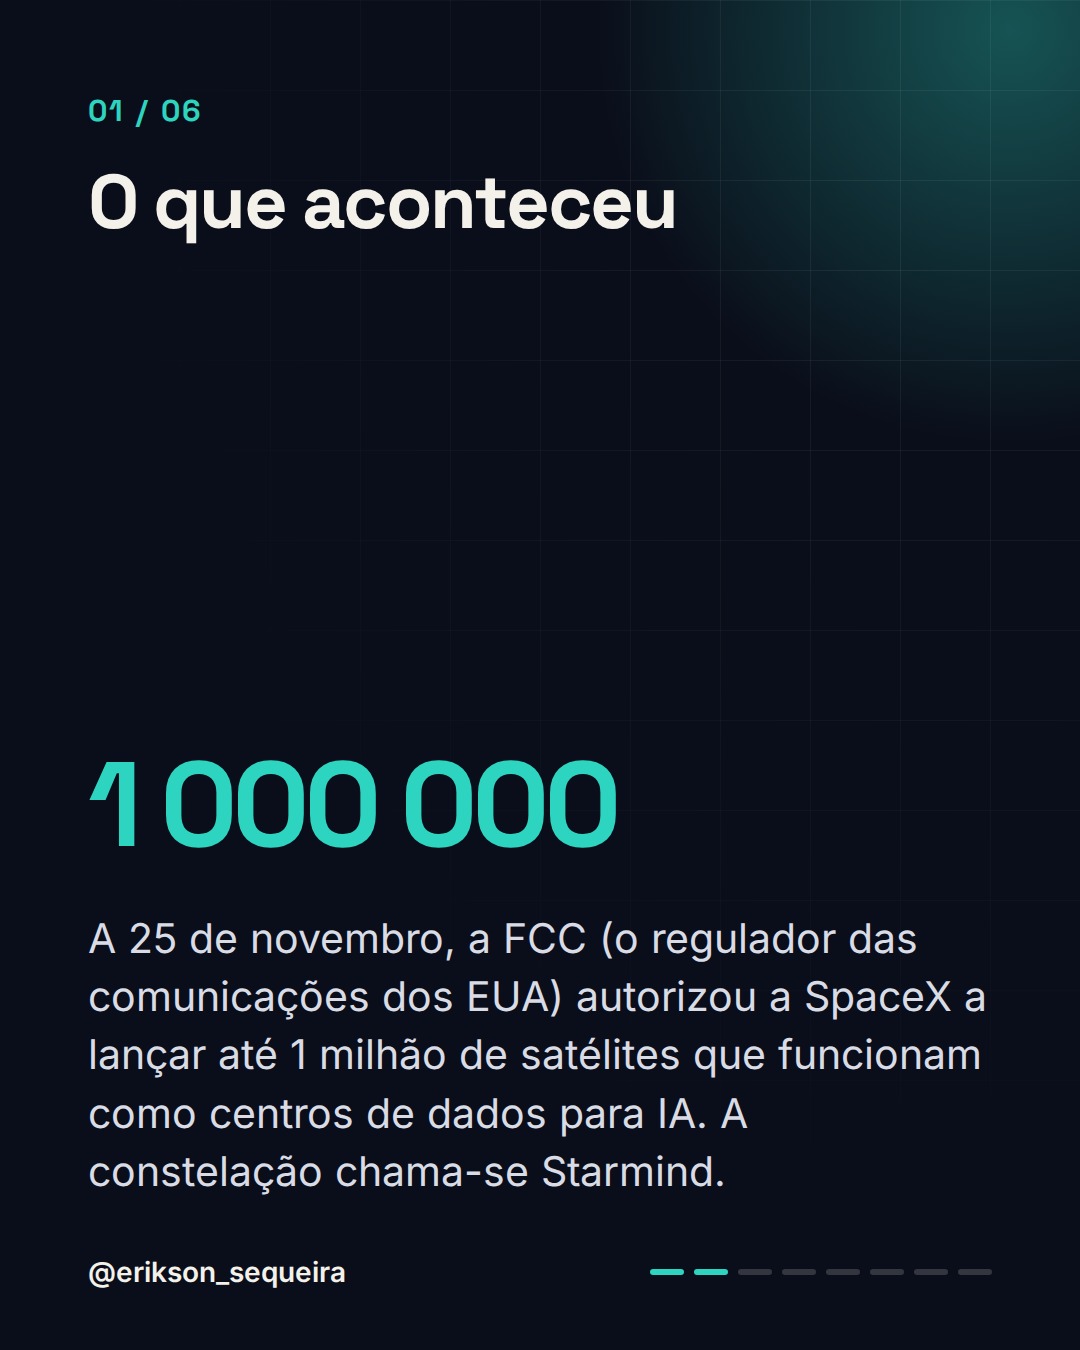 01 / 06
O que aconteceu
1 000 000
A 25 de novembro, a FCC (o regulador das
comunicações dos EUA) autorizou a SpaceX a
lançar até 1 milhão de satélites que funcionam
como centros de dados para IA. A
constelação chama-se Starmind.
@erikson_sequeira